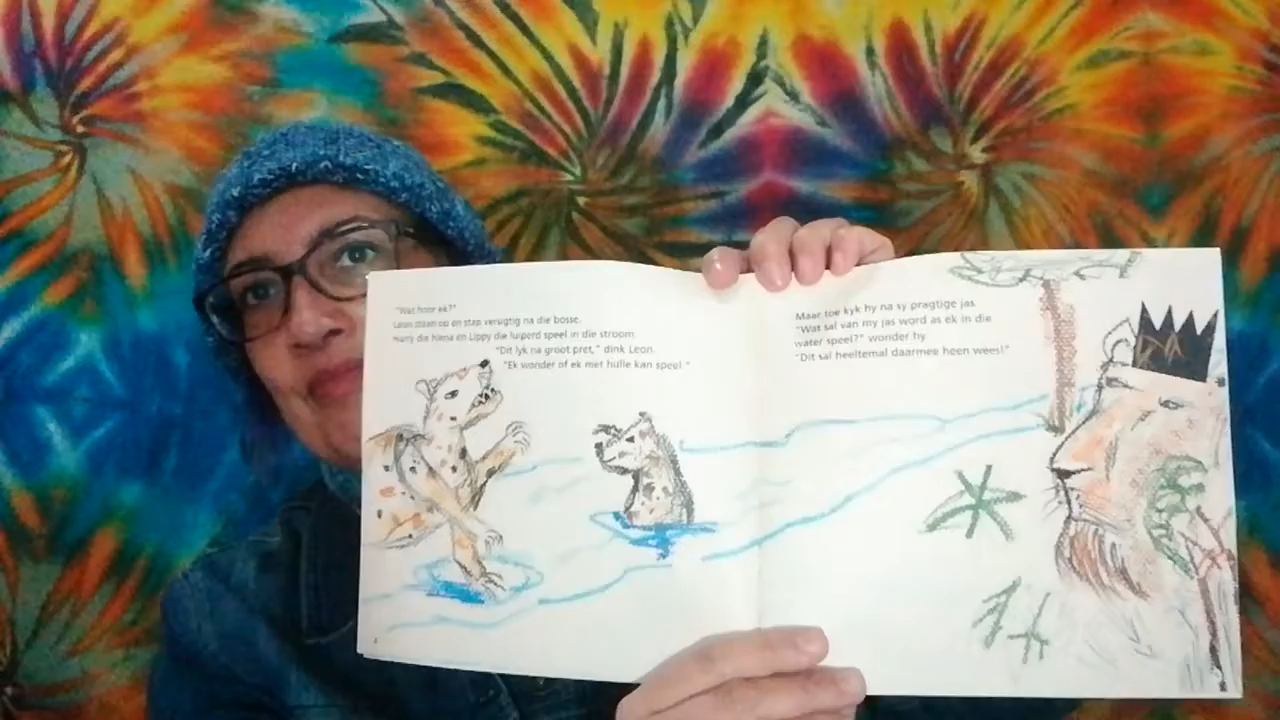 "Wat hoor ek?"
Leon staan op en stap versigtig na die bosse.
Harry die hiëna en Lippy die luiperd speel in die stroom.
"Dit lyk na groot pret," dink Leon.
"Ek wonder of ek met hulle kan speel."
Maar toe kyk hy na sy pragtige jas.
"Wat sal van my jas word as ek in die
water speel?" wonder hy.
"Dit sal heeltemal daarmee heen wees!"